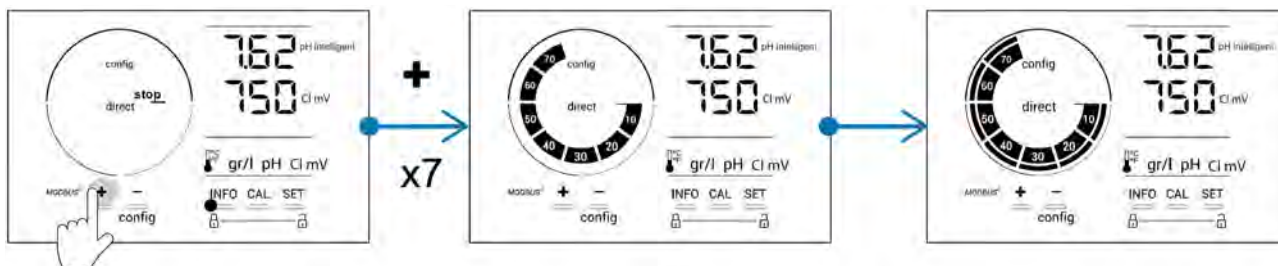 config
stop
direct
7.62 pH intelligent
750 Cl mV
°C °F gr/l pH Cl mV
MODBUS + -
INFO CAL SET
config
+
x7
70 config
60
direct
50 10
40 30 20
7.62 pH intelligent
750 Cl mV
°C °F gr/l pH Cl mV
MODBUS + -
INFO CAL SET
config
70 config
60
direct
50 10
40 30 20
7.62 pH intelligent
750 Cl mV
°C °F gr/l pH Cl mV
MODBUS + -
INFO CAL SET
config